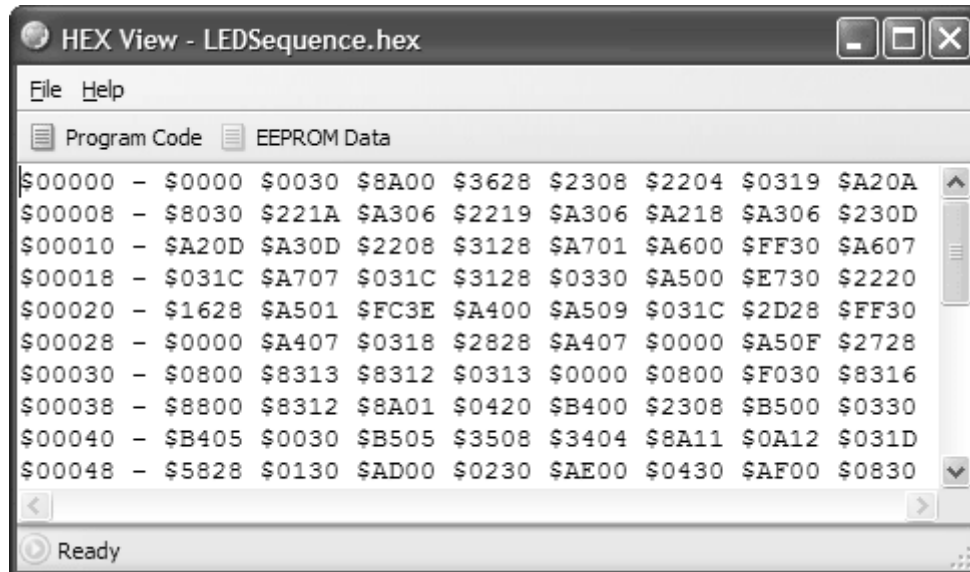 HEX View - LEDSequence.hex
File Help
Program Code EEPROM Data
$00000 - $0000 $0030 $8A00 $3628 $2308 $2204 $0319 $A20A
$00008 - $8030 $221A $A306 $2219 $A306 $A218 $A306 $230D
$00010 - $A20D $A30D $2208 $3128 $A701 $A600 $FF30 $A607
$00018 - $031C $A707 $031C $3128 $0330 $A500 $E730 $2220
$00020 - $1628 $A501 $FC3E $A400 $A509 $031C $2D28 $FF30
$00028 - $0000 $A407 $0318 $2828 $A407 $0000 $A50F $2728
$00030 - $0800 $8313 $8312 $0313 $0000 $0800 $F030 $8316
$00038 - $8800 $8312 $8A01 $0420 $B400 $2308 $B500 $0330
$00040 - $B405 $0030 $B505 $3508 $3404 $8A11 $0A12 $031D
$00048 - $5828 $0130 $AD00 $0230 $AE00 $0430 $AF00 $0830
Ready